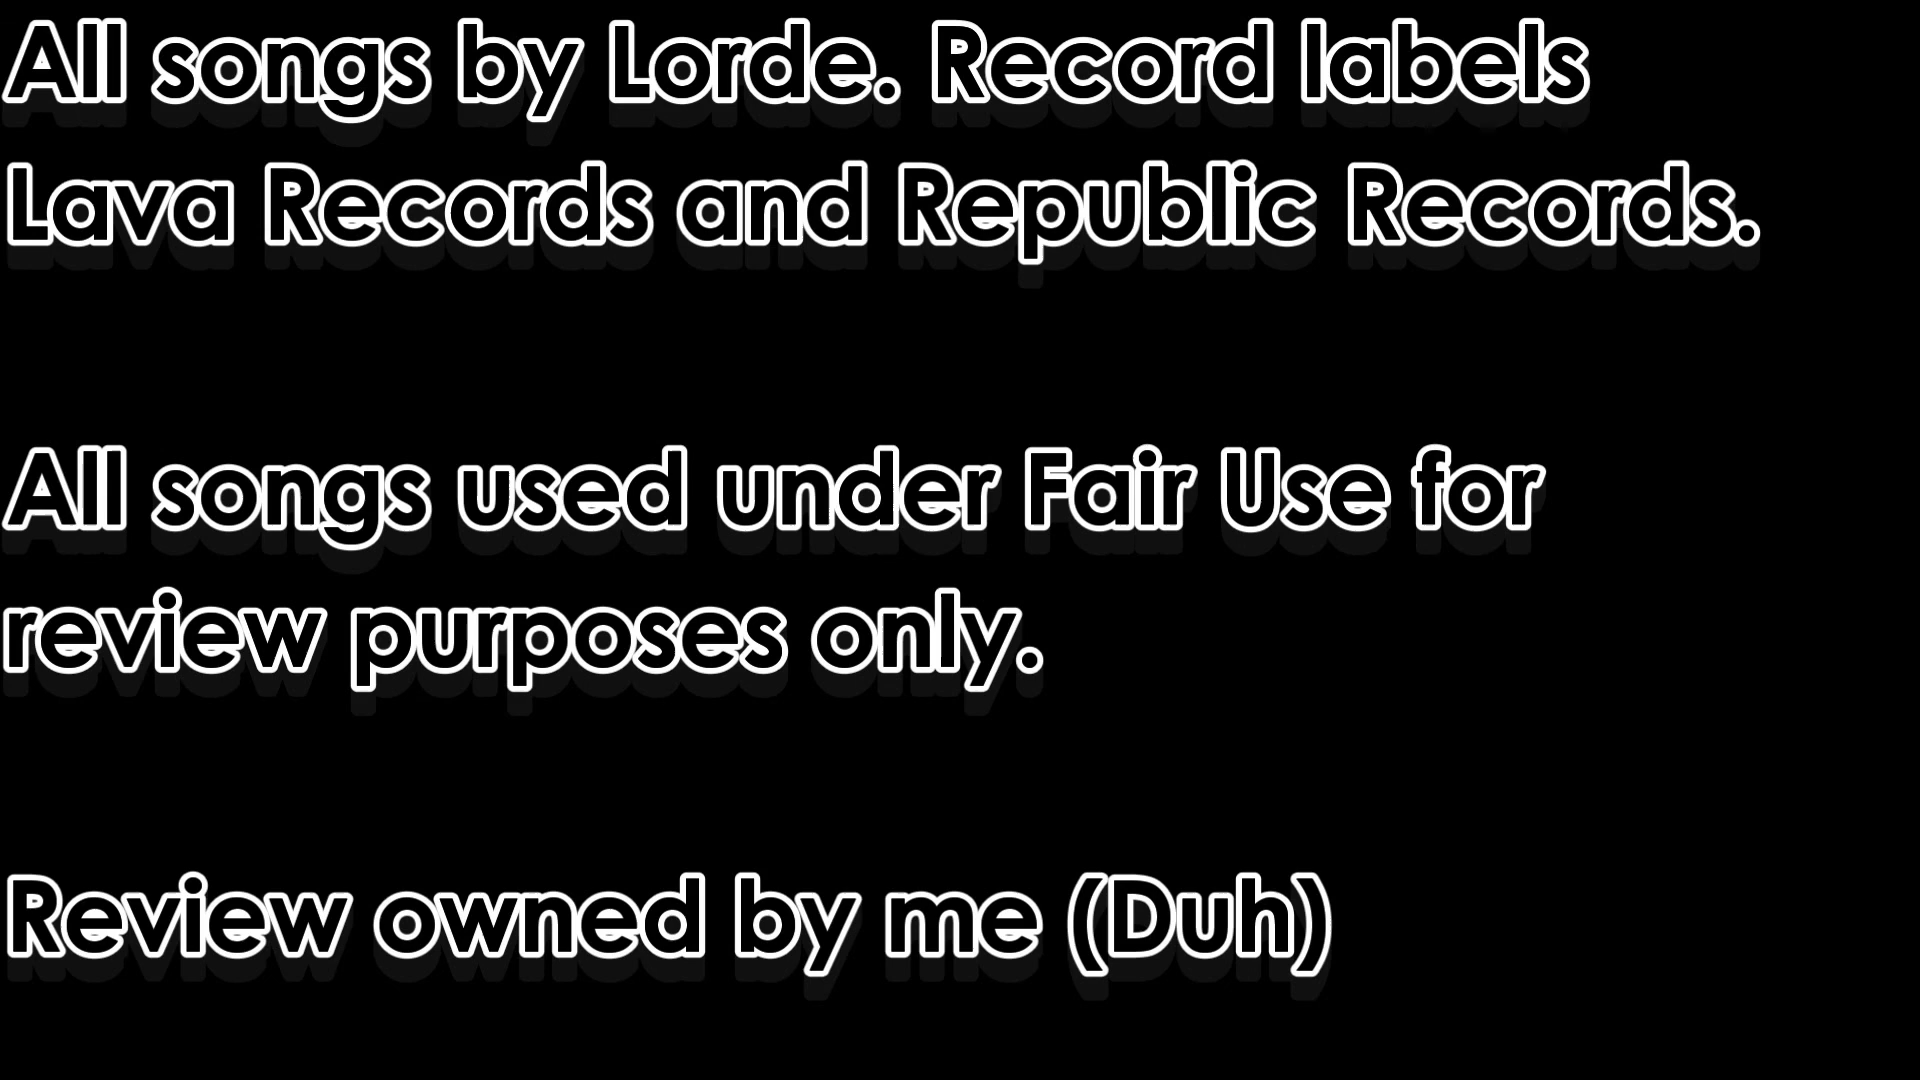 All songs by Lorde. Record labels
Lava Records and Republic Records.
All songs used under Fair Use for
review purposes only.
Review owned by me (Duh)